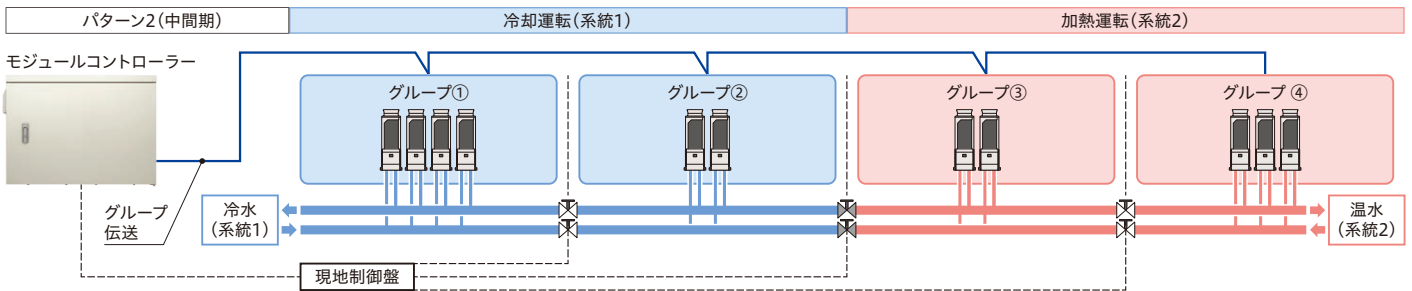 パターン2(中間期)
冷却運転(系統1)
加熱運転(系統2)
モジュールコントローラー
グループ①
グループ②
グループ③
グループ ④
グループ
伝送
冷水
(系統1)
温水
(系統2)
現地制御盤